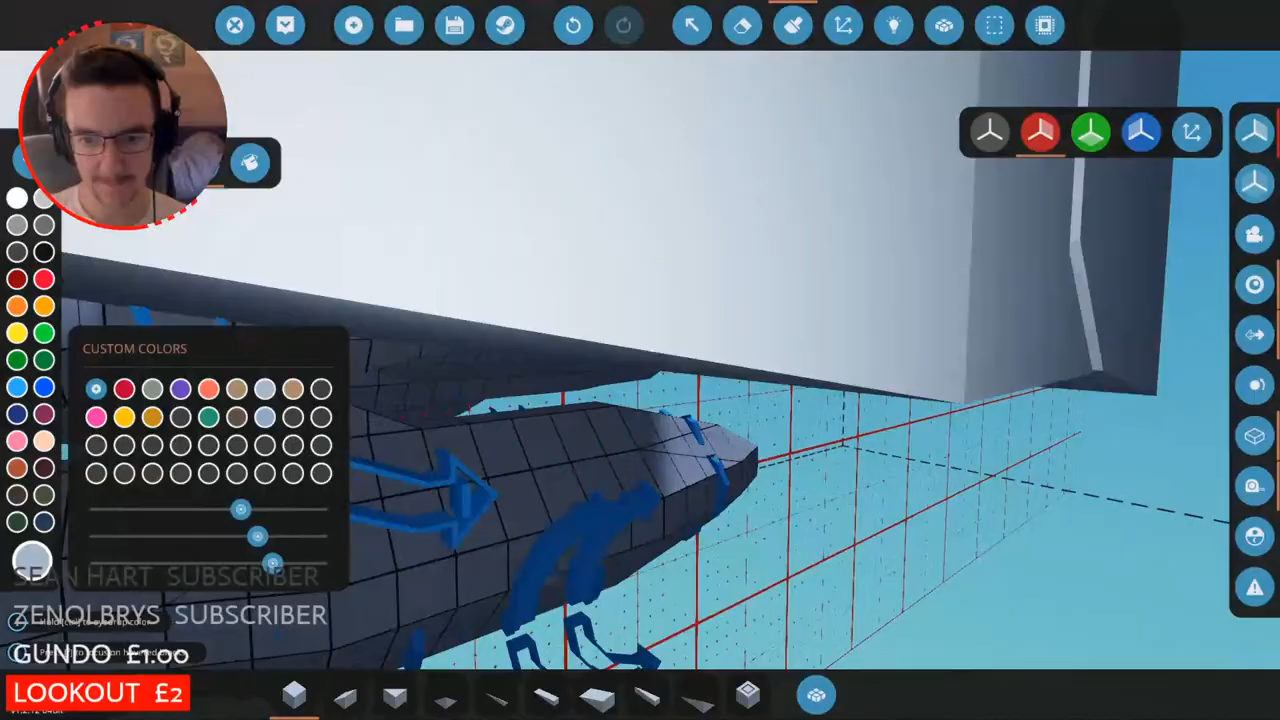 CUSTOM COLORS
SEAN HART SUBSCRIBER
ZENOLBRYS SUBSCRIBER
GUNDO £1.00
LOOKOUT £2